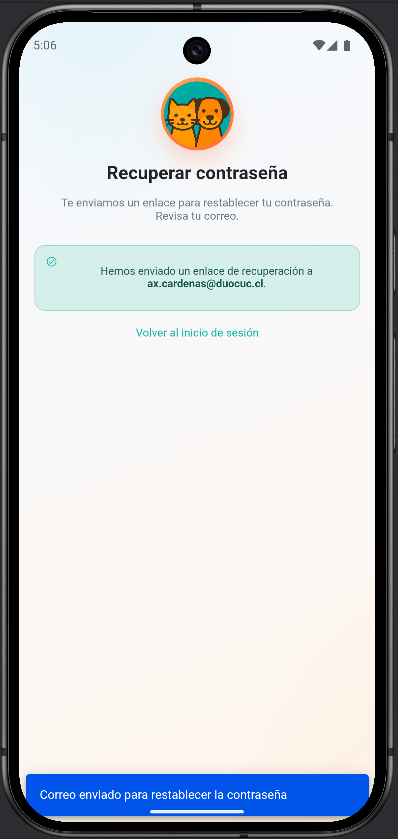 5:06
Recuperar contraseña
Te enviamos un enlace para restablecer tu contraseña.
Revisa tu correo.
Hemos enviado un enlace de recuperación a
ax.cardenas@duocuc.cl.
Volver al inicio de sesión
Correo enviado para restablecer la contraseña